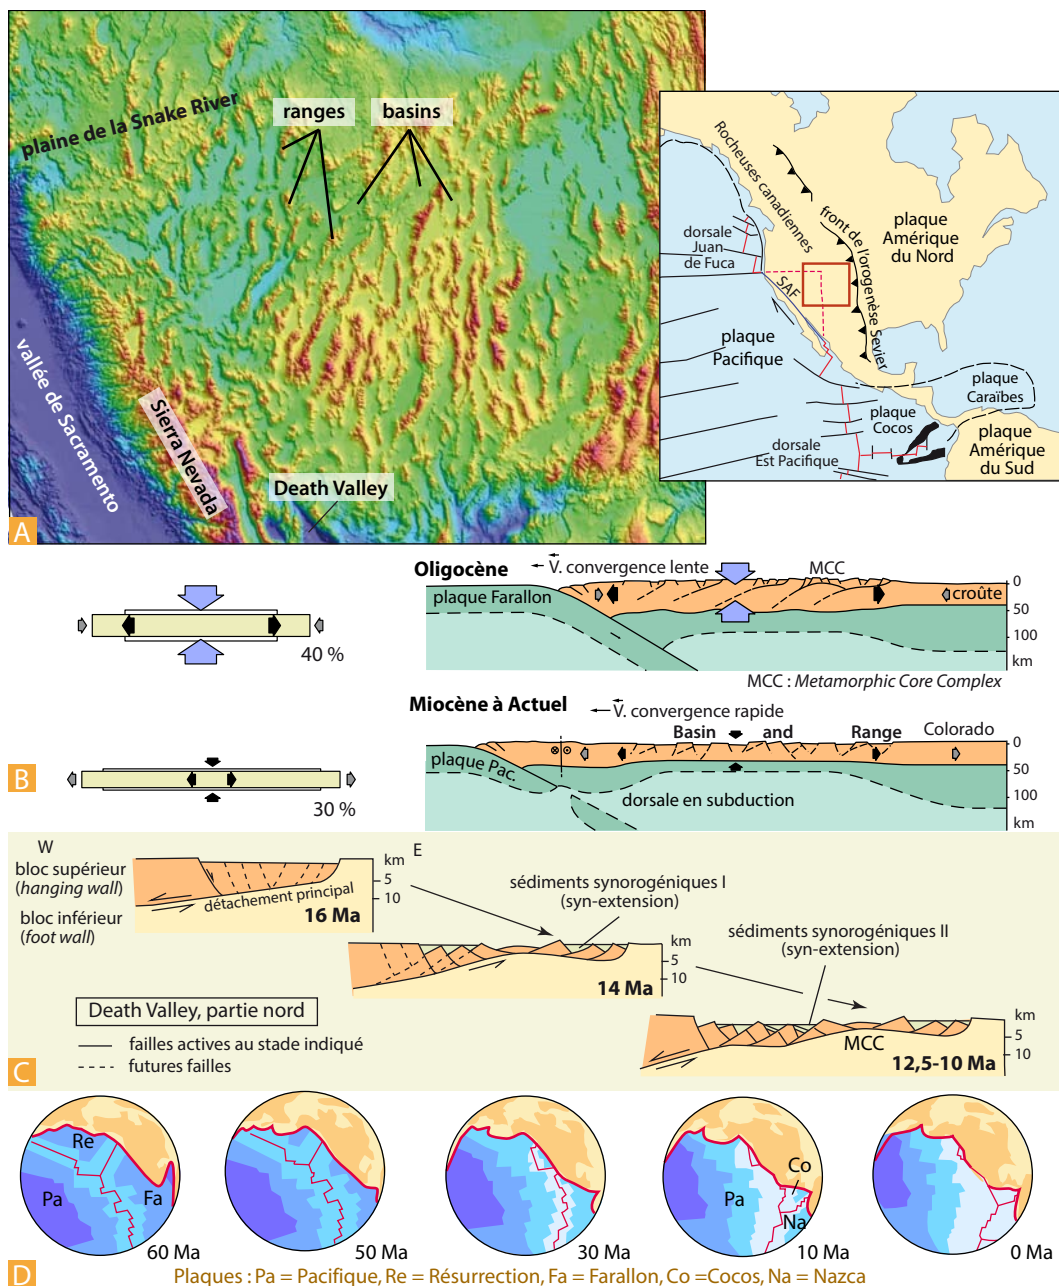 plaine de la Snake River
ranges
basins
vallée de Sacramento
Sierra Nevada
Death Valley
A
Rocheuses canadiennes
front de l'orogenèse Sevier
plaque
Amérique
du Nord
dorsale
Juan
de Fuca
SAF
plaque
Pacifique
plaque
Caraïbes
plaque
Cocos
dorsale
Est Pacifique
plaque
Amérique
du Sud
Oligocène
V. convergence lente
MCC
plaque Farallon
croûte
0
50
100
km
40 %
MCC : Metamorphic Core Complex
Miocène à Actuel
V. convergence rapide
Basin and Range
Colorado
plaque Pac.
dorsale en subduction
0
50
100
km
30 %
B
W
E
bloc supérieur
(hanging wall)
bloc inférieur
(foot wall)
détachement principal
km
5
10
16 Ma
sédiments synorogéniques I
(syn-extension)
km
5
10
14 Ma
sédiments synorogéniques II
(syn-extension)
km
5
10
MCC
12,5-10 Ma
Death Valley, partie nord
failles actives au stade indiqué
futures failles
C
Re
Pa
Fa
60 Ma
50 Ma
30 Ma
Pa
Co
Na
10 Ma
0 Ma
D
Plaques : Pa = Pacifique, Re = Résurrection, Fa = Farallon, Co =Cocos, Na = Nazca